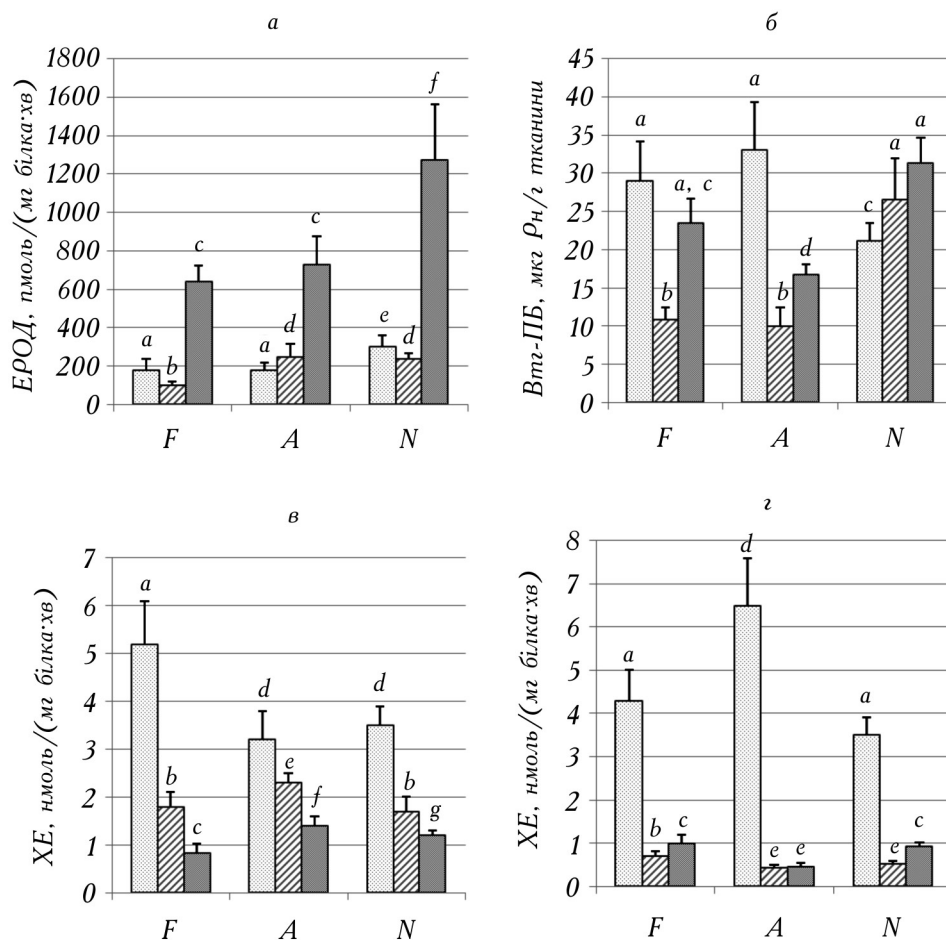 а
ЕРОД, пмоль/(мг білка·хв)
1800
1600
1400
1200
1000
800
600
400
200
0
a
b
c
a
d
c
e
d
f
F
A
N
б
Втг-ПБ, мкг Pн/г тканини
45
40
35
30
25
20
15
10
5
0
a
b
a, c
a
b
d
c
a
a
F
A
N
в
ХЕ, нмоль/(мг білка·хв)
7
6
5
4
3
2
1
0
a
b
c
d
e
f
d
b
g
F
A
N
г
ХЕ, нмоль/(мг білка·хв)
8
7
6
5
4
3
2
1
0
a
b
c
d
e
e
a
e
c
F
A
N